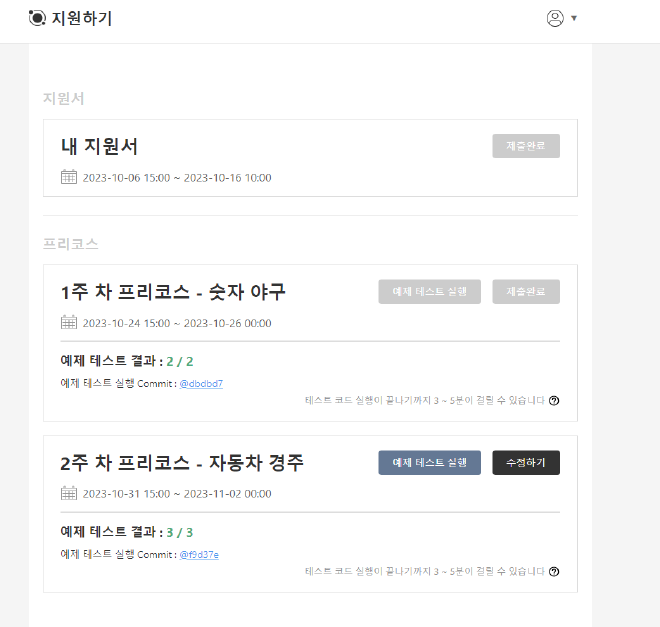 지원하기
지원서
내 지원서
제출완료
2023-10-06 15:00 ~ 2023-10-16 10:00
프리코스
1주 차 프리코스 - 숫자 야구
예제 테스트 실행
제출완료
2023-10-24 15:00 ~ 2023-10-26 00:00
예제 테스트 결과 : 2 / 2
예제 테스트 실행 Commit : @dbdbd7
테스트 코드 실행이 끝나기까지 3 ~ 5분이 걸릴 수 있습니다
2주 차 프리코스 - 자동차 경주
예제 테스트 실행
수정하기
2023-10-31 15:00 ~ 2023-11-02 00:00
예제 테스트 결과 : 3 / 3
예제 테스트 실행 Commit : @f9d37e
테스트 코드 실행이 끝나기까지 3 ~ 5분이 걸릴 수 있습니다